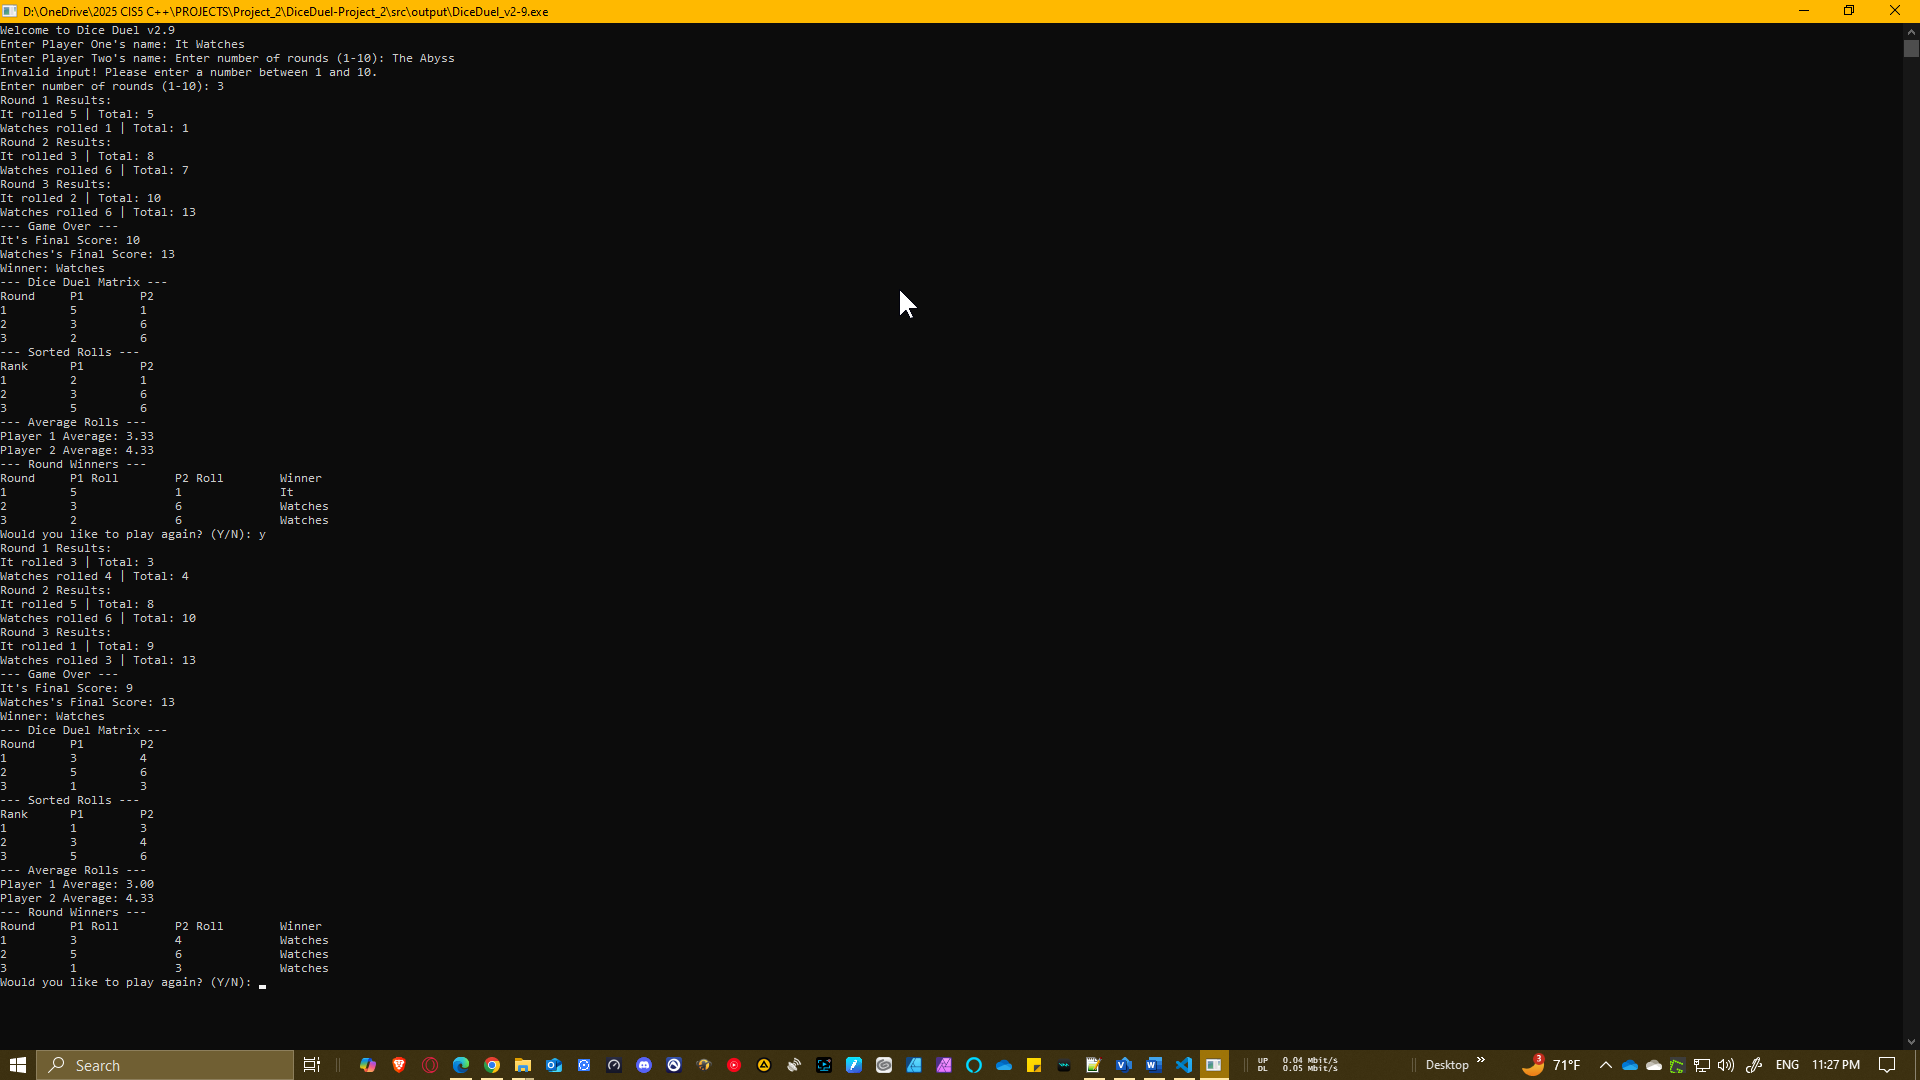 D:\OneDrive\2025 CIS5 C++\PROJECTS\Project_2\DiceDuel-Project_2\src\output\DiceDuel_v2-9.exe
Welcome to Dice Duel v2.9
Enter Player One's name: It Watches
Enter Player Two's name: Enter number of rounds (1-10): The Abyss
Invalid input! Please enter a number between 1 and 10.
Enter number of rounds (1-10): 3
Round 1 Results:
It rolled 5 | Total: 5
Watches rolled 1 | Total: 1
Round 2 Results:
It rolled 3 | Total: 8
Watches rolled 6 | Total: 7
Round 3 Results:
It rolled 2 | Total: 10
Watches rolled 6 | Total: 13
--- Game Over ---
It's Final Score: 10
Watches's Final Score: 13
Winner: Watches
--- Dice Duel Matrix ---
Round P1 P2
1 5 1
2 3 6
3 2 6
--- Sorted Rolls ---
Rank P1 P2
1 2 1
2 3 6
3 5 6
--- Average Rolls ---
Player 1 Average: 3.33
Player 2 Average: 4.33
--- Round Winners ---
Round P1 Roll P2 Roll Winner
1 5 1 It
2 3 6 Watches
3 2 6 Watches
Would you like to play again? (Y/N): y
Round 1 Results:
It rolled 3 | Total: 3
Watches rolled 4 | Total: 4
Round 2 Results:
It rolled 5 | Total: 8
Watches rolled 6 | Total: 10
Round 3 Results:
It rolled 1 | Total: 9
Watches rolled 3 | Total: 13
--- Game Over ---
It's Final Score: 9
Watches's Final Score: 13
Winner: Watches
--- Dice Duel Matrix ---
Round P1 P2
1 3 4
2 5 6
3 1 3
--- Sorted Rolls ---
Rank P1 P2
1 1 3
2 3 4
3 5 6
--- Average Rolls ---
Player 1 Average: 3.00
Player 2 Average: 4.33
--- Round Winners ---
Round P1 Roll P2 Roll Winner
1 3 4 Watches
2 5 6 Watches
3 1 3 Watches
Would you like to play again? (Y/N):
Search
UP 0.04 Mbit/s
DL 0.05 Mbit/s
Desktop
3
71°F
ENG
11:27 PM